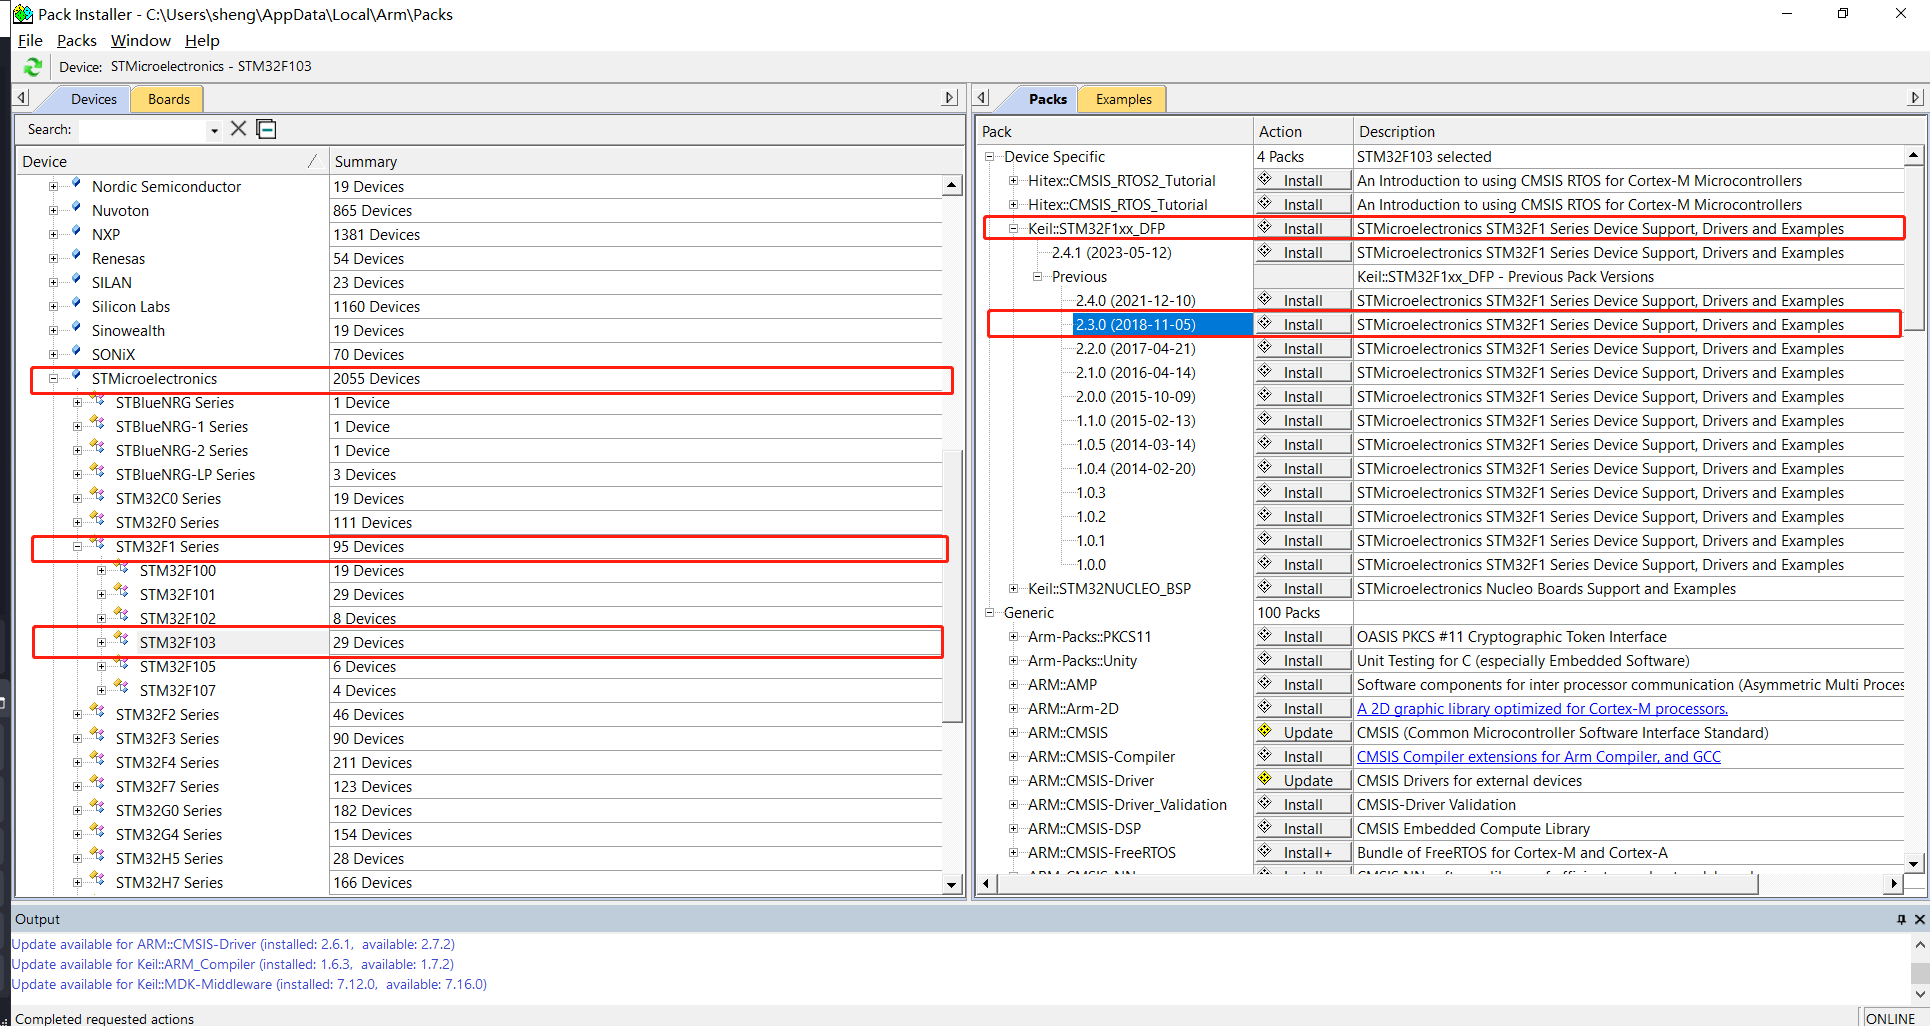 Pack Installer - C:\Users\sheng\AppData\Local\Arm\Packs
File Packs Window Help
Device: STMicroelectronics - STM32F103
Devices Boards
Search:
Device Summary
Nordic Semiconductor 19 Devices
Nuvoton 865 Devices
NXP 1381 Devices
Renesas 54 Devices
SILAN 23 Devices
Silicon Labs 1160 Devices
Sinowealth 19 Devices
SONiX 70 Devices
STMicroelectronics 2055 Devices
STBlueNRG Series 1 Device
STBlueNRG-1 Series 1 Device
STBlueNRG-2 Series 1 Device
STBlueNRG-LP Series 3 Devices
STM32C0 Series 19 Devices
STM32F0 Series 111 Devices
STM32F1 Series 95 Devices
STM32F100 19 Devices
STM32F101 29 Devices
STM32F102 8 Devices
STM32F103 29 Devices
STM32F105 6 Devices
STM32F107 4 Devices
STM32F2 Series 46 Devices
STM32F3 Series 90 Devices
STM32F4 Series 211 Devices
STM32F7 Series 123 Devices
STM32G0 Series 182 Devices
STM32G4 Series 154 Devices
STM32H5 Series 28 Devices
STM32H7 Series 166 Devices
Packs Examples
Pack Action Description
Device Specific 4 Packs STM32F103 selected
Hitex::CMSIS_RTOS2_Tutorial Install An Introduction to using CMSIS RTOS for Cortex-M Microcontrollers
Hitex::CMSIS_RTOS_Tutorial Install An Introduction to using CMSIS RTOS for Cortex-M Microcontrollers
Keil::STM32F1xx_DFP Install STMicroelectronics STM32F1 Series Device Support, Drivers and Examples
2.4.1 (2023-05-12) Install STMicroelectronics STM32F1 Series Device Support, Drivers and Examples
Previous Keil::STM32F1xx_DFP - Previous Pack Versions
2.4.0 (2021-12-10) Install STMicroelectronics STM32F1 Series Device Support, Drivers and Examples
2.3.0 (2018-11-05) Install STMicroelectronics STM32F1 Series Device Support, Drivers and Examples
2.2.0 (2017-04-21) Install STMicroelectronics STM32F1 Series Device Support, Drivers and Examples
2.1.0 (2016-04-14) Install STMicroelectronics STM32F1 Series Device Support, Drivers and Examples
2.0.0 (2015-10-09) Install STMicroelectronics STM32F1 Series Device Support, Drivers and Examples
1.1.0 (2015-02-13) Install STMicroelectronics STM32F1 Series Device Support, Drivers and Examples
1.0.5 (2014-03-14) Install STMicroelectronics STM32F1 Series Device Support, Drivers and Examples
1.0.4 (2014-02-20) Install STMicroelectronics STM32F1 Series Device Support, Drivers and Examples
1.0.3 Install STMicroelectronics STM32F1 Series Device Support, Drivers and Examples
1.0.2 Install STMicroelectronics STM32F1 Series Device Support, Drivers and Examples
1.0.1 Install STMicroelectronics STM32F1 Series Device Support, Drivers and Examples
1.0.0 Install STMicroelectronics STM32F1 Series Device Support, Drivers and Examples
Keil::STM32NUCLEO_BSP Install STMicroelectronics Nucleo Boards Support and Examples
Generic 100 Packs
Arm-Packs::PKCS11 Install OASIS PKCS #11 Cryptographic Token Interface
Arm-Packs::Unity Install Unit Testing for C (especially Embedded Software)
ARM::AMP Install Software components for inter processor communication (Asymmetric Multi Proces
ARM::Arm-2D Install A 2D graphic library optimized for Cortex-M processors.
ARM::CMSIS Update CMSIS (Common Microcontroller Software Interface Standard)
ARM::CMSIS-Compiler Install CMSIS Compiler extensions for Arm Compiler, and GCC
ARM::CMSIS-Driver Update CMSIS Drivers for external devices
ARM::CMSIS-Driver_Validation Install CMSIS-Driver Validation
ARM::CMSIS-DSP Install CMSIS Embedded Compute Library
ARM::CMSIS-FreeRTOS Install+ Bundle of FreeRTOS for Cortex-M and Cortex-A
Output
Update available for ARM::CMSIS-Driver (installed: 2.6.1, available: 2.7.2)
Update available for Keil::ARM_Compiler (installed: 1.6.3, available: 1.7.2)
Update available for Keil::MDK-Middleware (installed: 7.12.0, available: 7.16.0)
Completed requested actions ONLINE